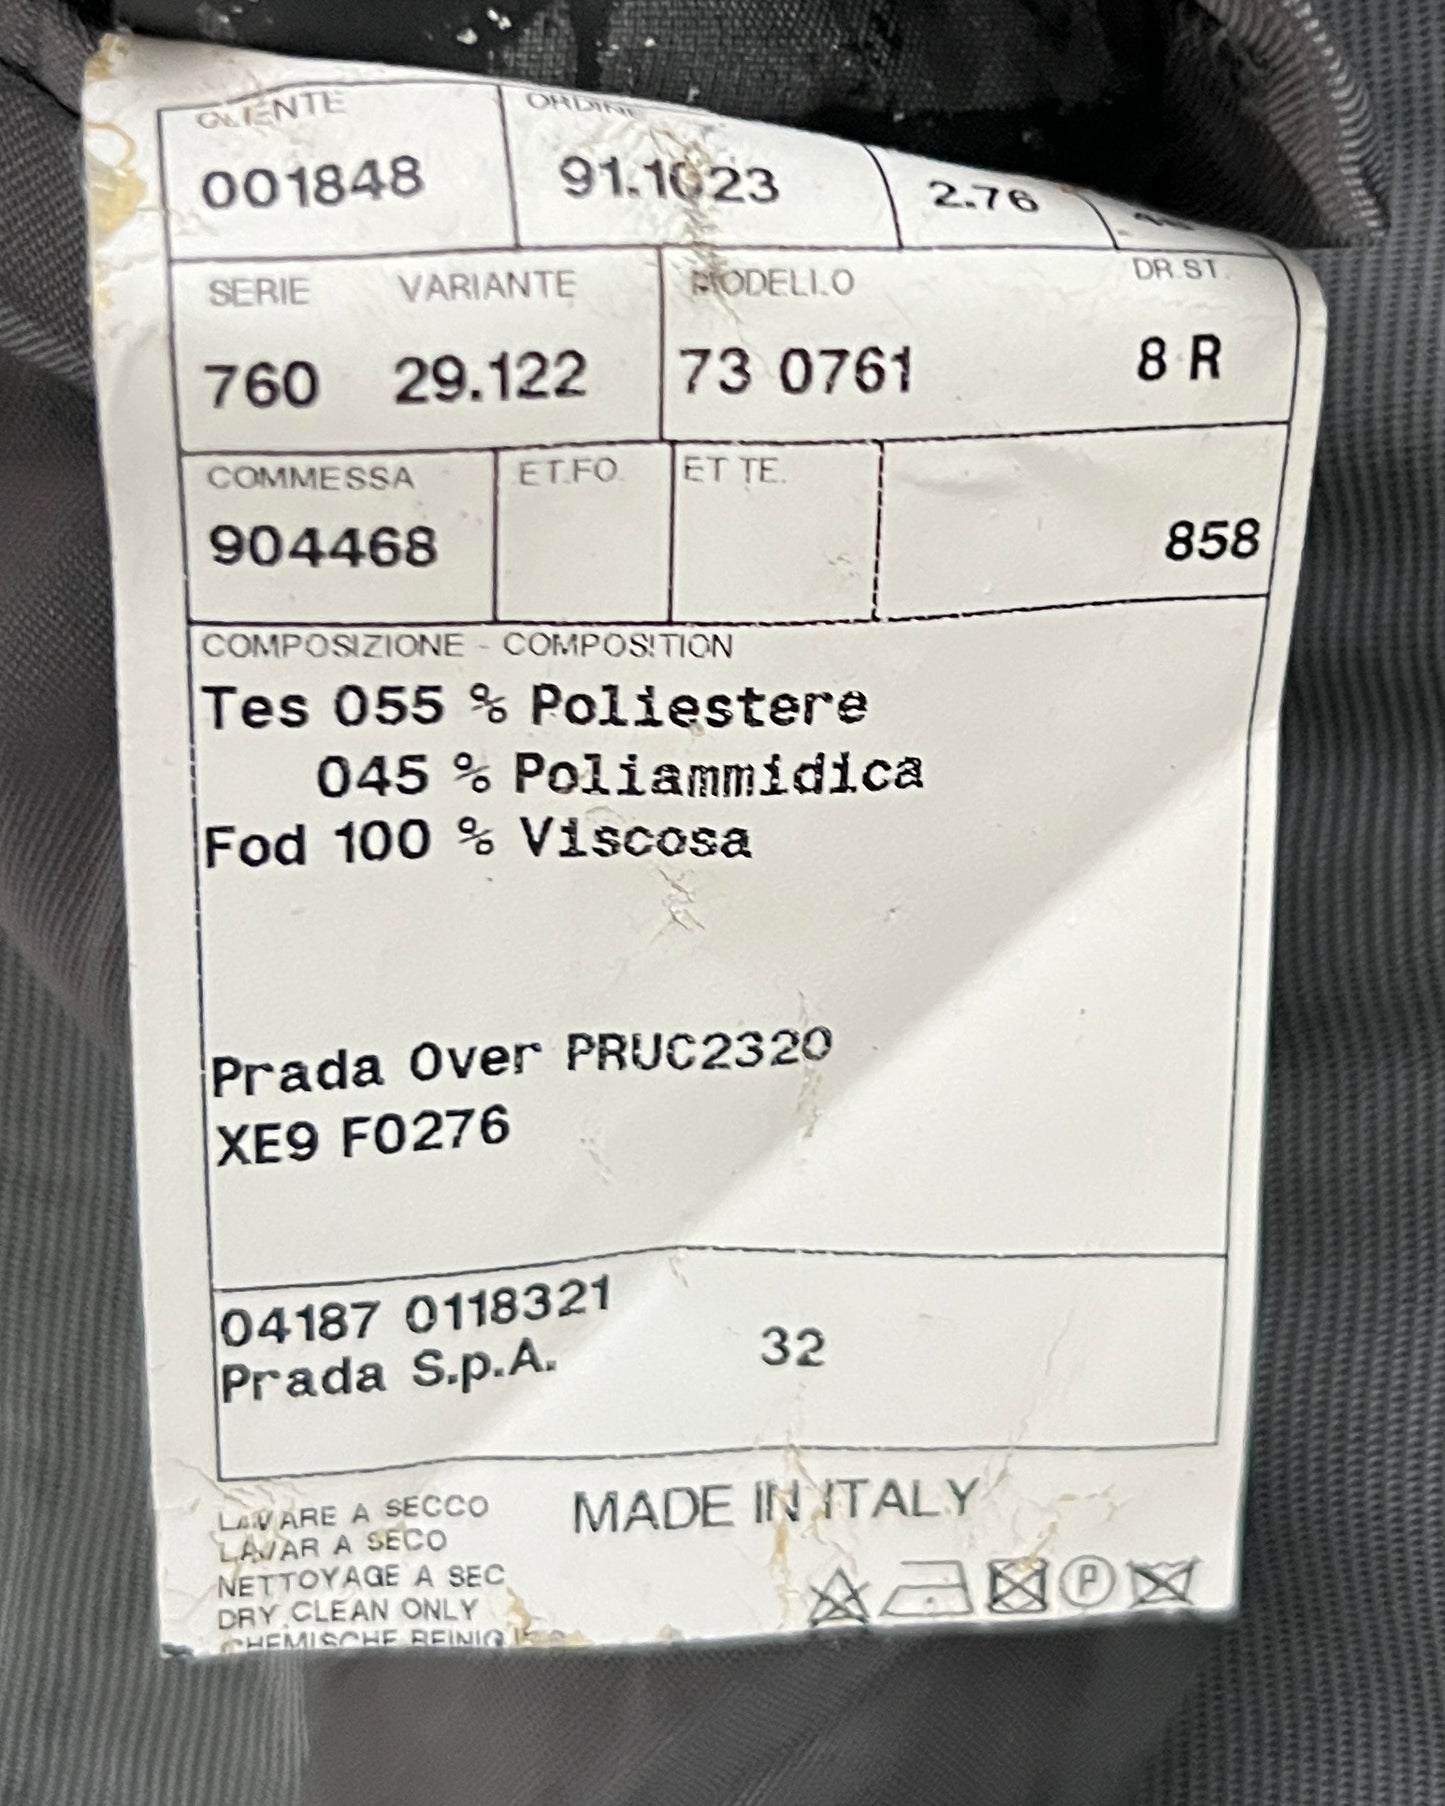 CLIENTE ORDINE
001848 91.1023 2.76
SERIE VARIANTE MODELLO DR.ST.
760 29.122 73 0761 8 R
COMMESSA ET.FO. ET TE.
904468 858
COMPOSIZIONE - COMPOSITION
Tes 055 % Poliestere
045 % Poliammidica
Fod 100 % Viscosa
Prada Over PRUC2320
XE9 F0276
04187 0118321
Prada S.p.A. 32
LAVARE A SECCO MADE IN ITALY
LAVAR A SECO
NETTOYAGE A SEC
DRY CLEAN ONLY
CHEMISCHE
P